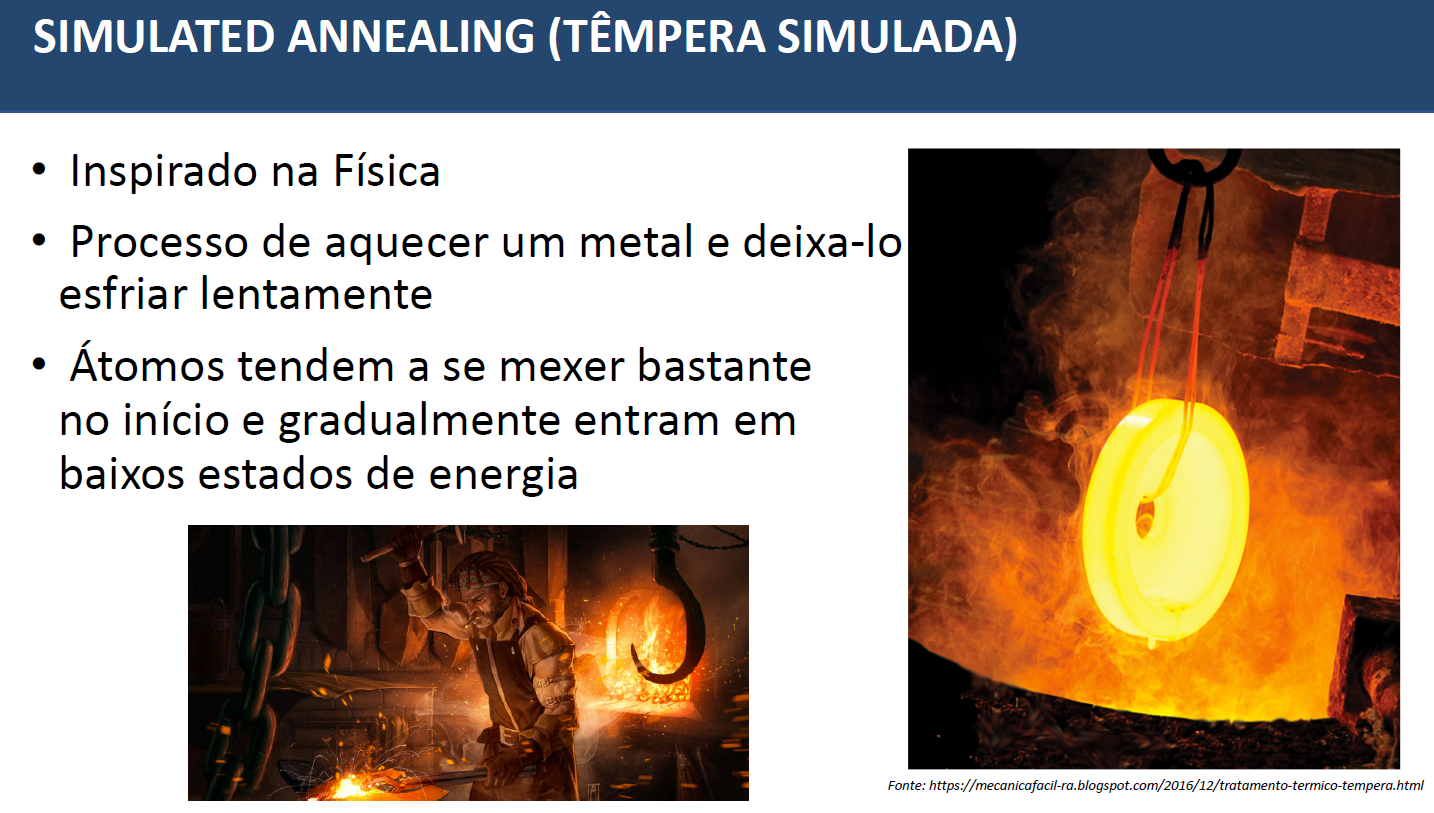 SIMULATED ANNEALING (TÊMPERA SIMULADA)
• Inspirado na Física
• Processo de aquecer um metal e deixa-lo
esfriar lentamente
• Átomos tendem a se mexer bastante
no início e gradualmente entram em
baixos estados de energia
Fonte: https://mecanicafacil-ra.blogspot.com/2016/12/tratamento-termico-tempera.html